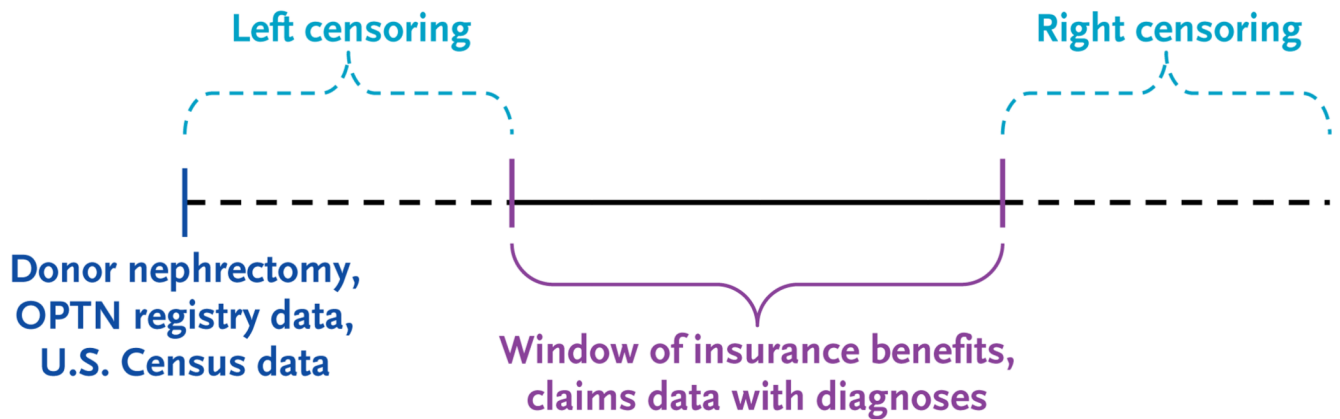 Left censoring
Right censoring
Donor nephrectomy,
OPTN registry data,
U.S. Census data
Window of insurance benefits,
claims data with diagnoses